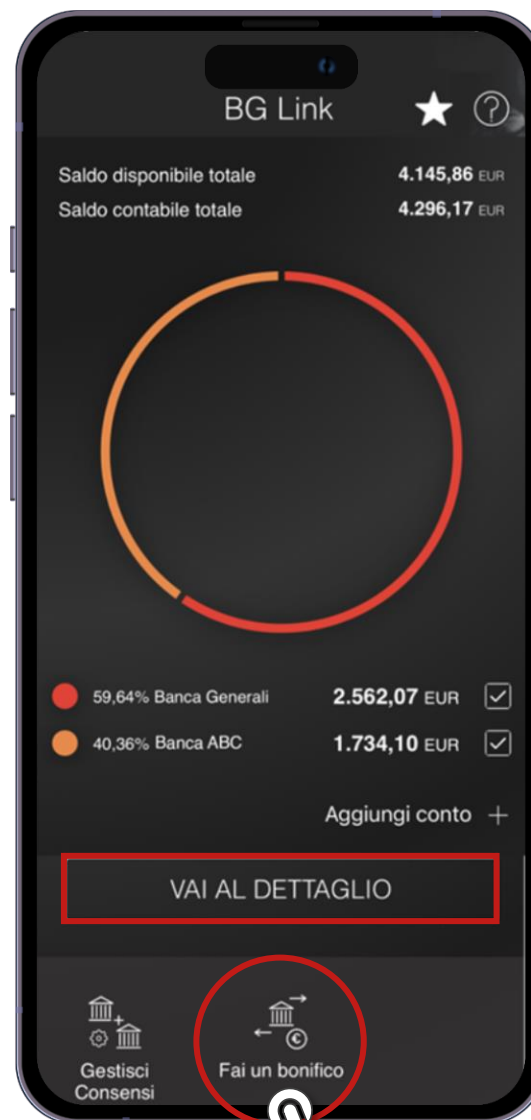 BG Link
Saldo disponibile totale 4.145,86 EUR
Saldo contabile totale 4.296,17 EUR
59,64% Banca Generali 2.562,07 EUR
40,36% Banca ABC 1.734,10 EUR
Aggiungi conto +
VAI AL DETTAGLIO
Gestisci Consensi
Fai un bonifico